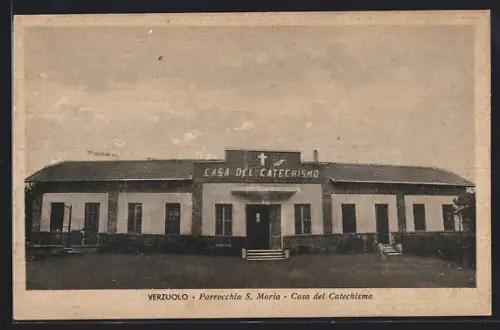 CASA DEL CATECHISMO
VERZUOLO - Parrocchia S. Maria - Casa del Catechismo